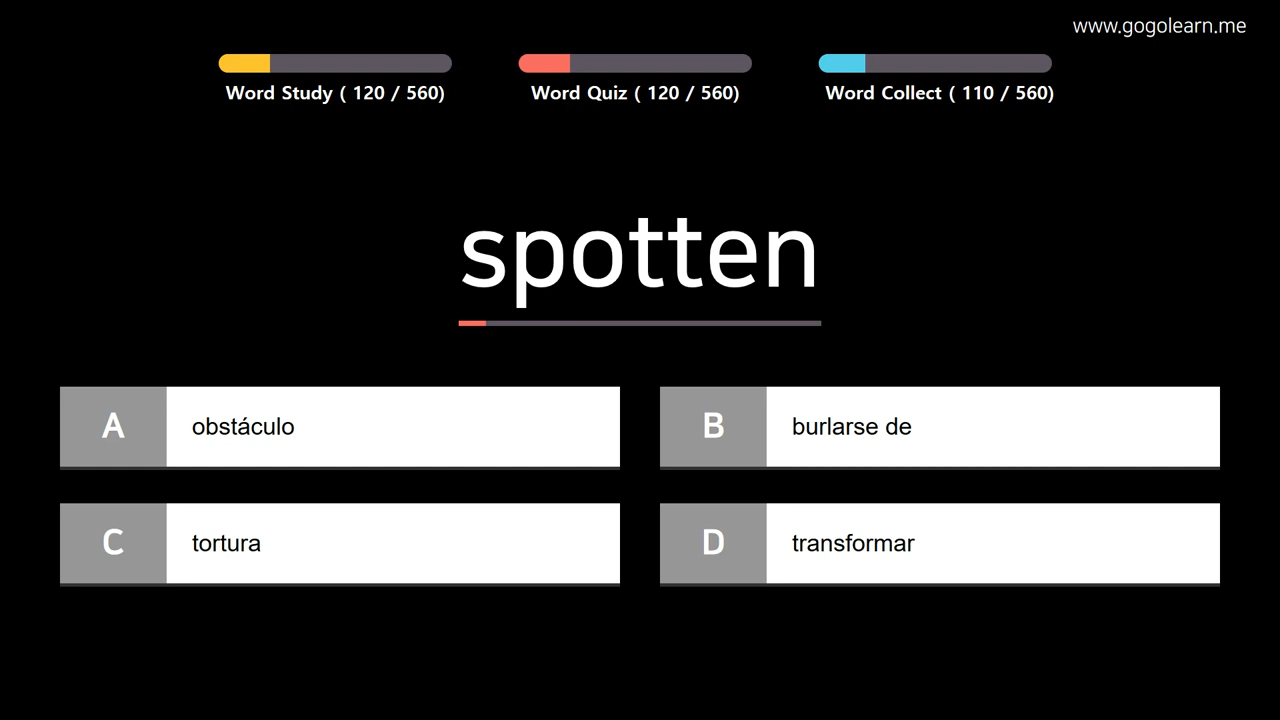 www.gogolearn.me
Word Study ( 120 / 560)
Word Quiz ( 120 / 560)
Word Collect ( 110 / 560)
spotten
A obstáculo
B burlarse de
C tortura
D transformar